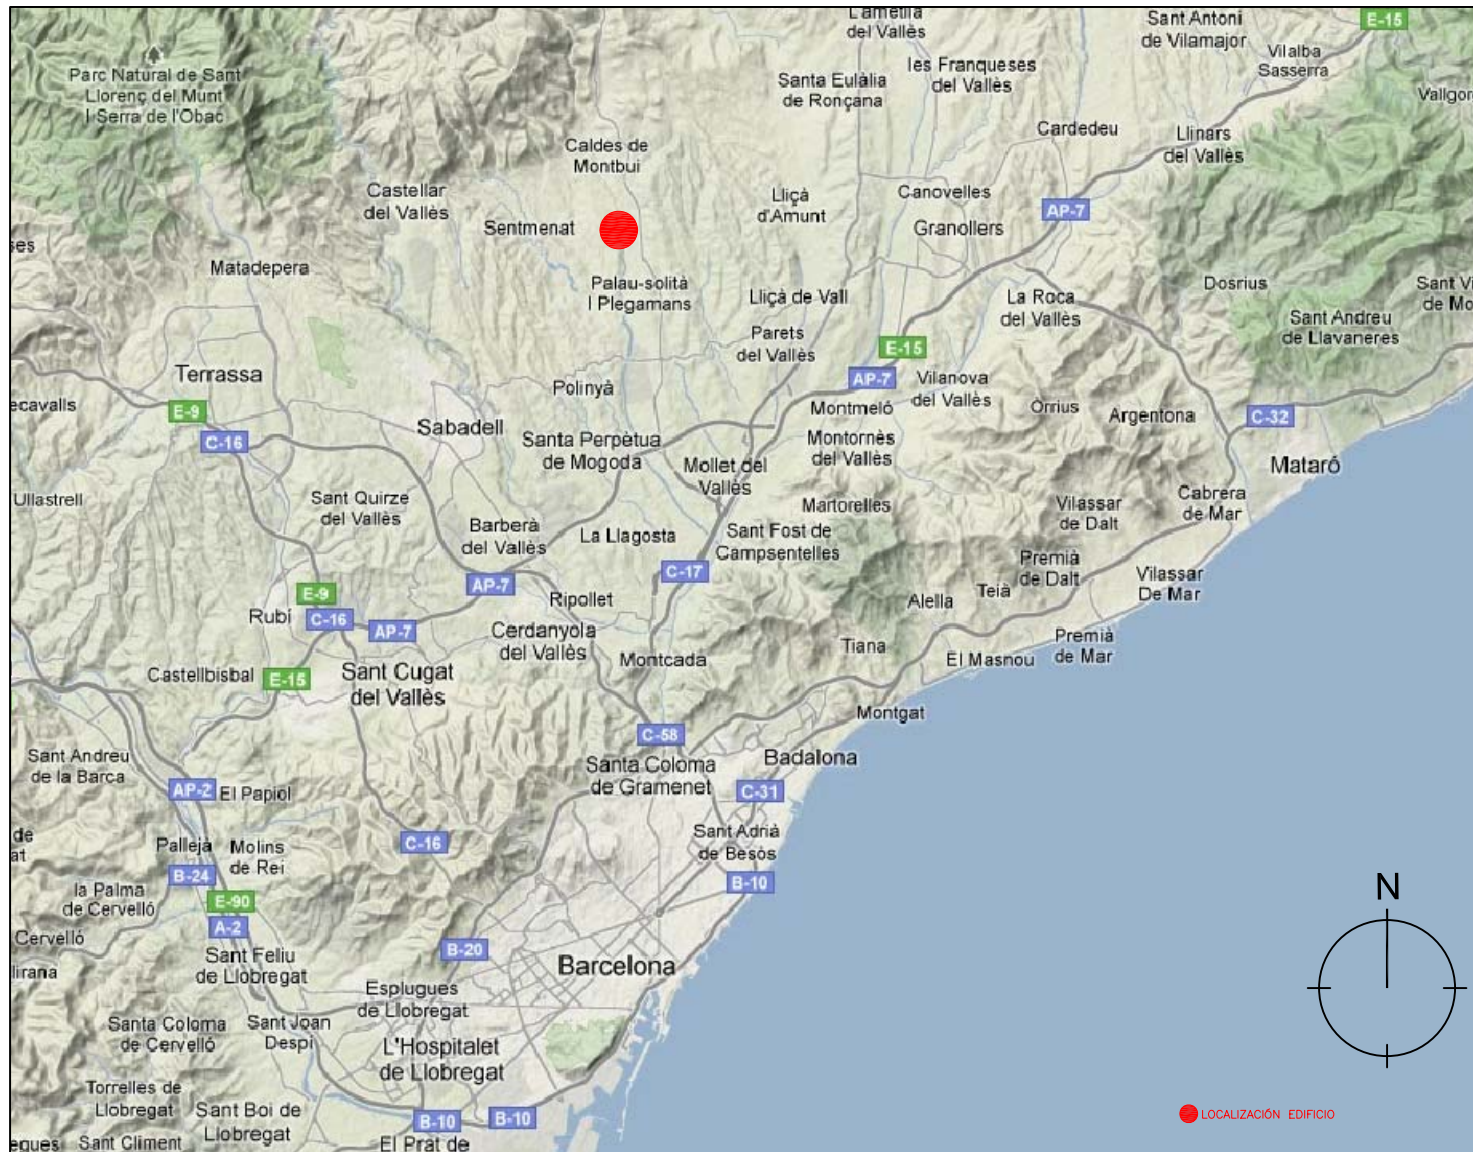 L'ametlla
del Vallès
Sant Antoni
de Vilamajor
E-15
Vilalba
Sasserra
Parc Natural de Sant
Llorenç del Munt
I Serra de l'Obac
Santa Eulàlia
de Ronçana
les Franqueses
del Vallès
Cardedeu
Llinars
del Vallès
Caldes de
Montbui
Castellar
del Vallès
Lliçà
d'Amunt
Canovelles
AP-7
Sentmenat
Granollers
Matadepera
Palau-solità
I Plegamans
Lliçà de Vall
La Roca
del Vallès
Dosrius
Sant Andreu
de Llavaneres
Parets
del Vallès
E-15
Terrassa
Polinyà
AP-7
Vilanova
del Vallès
E-9
Montmeló
Òrrius
Argentona
C-32
C-16
Sabadell
Santa Perpètua
de Mogoda
Montornès
del Vallès
Mollet del
Vallès
Mataró
Ullastrell
Sant Quirze
del Vallès
Martorelles
Vilassar
de Dalt
Cabrera
de Mar
Barberà
del Vallès
La Llagosta
Sant Fost de
Campsentelles
C-17
Premià
de Dalt
Vilassar
De Mar
AP-7
E-9
Ripollet
Alella
Teià
Rubí
C-16
AP-7
Cerdanyola
del Vallès
Tiana
Premià
de Mar
Castellbisbal
E-15
Sant Cugat
del Vallès
Montcada
El Masnou
Montgat
C-58
Sant Andreu
de la Barca
Santa Coloma
de Gramenet
Badalona
AP-2
El Papiol
C-31
Pallejà
Molins
de Rei
C-16
Sant Adrià
de Besòs
B-24
B-10
la Palma
de Cervelló
E-90
N
A-2
Cervelló
B-20
Sant Feliu
de Llobregat
Barcelona
Esplugues
de Llobregat
Santa Coloma
de Cervelló
Sant Joan
Despí
L'Hospitalet
de Llobregat
Torrelles de
Llobregat
Sant Boi de
Llobregat
B-10
B-10
LOCALIZACIÓN EDIFICIO
Sant Climent
El Prat de